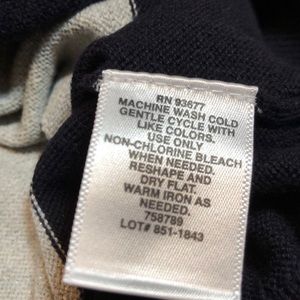 RN 93677
MACHINE WASH COLD
GENTLE CYCLE WITH
LIKE COLORS.
USE ONLY
NON-CHLORINE BLEACH
WHEN NEEDED.
RESHAPE AND
DRY FLAT.
WARM IRON AS
NEEDED.
758789
LOT# 851-1843